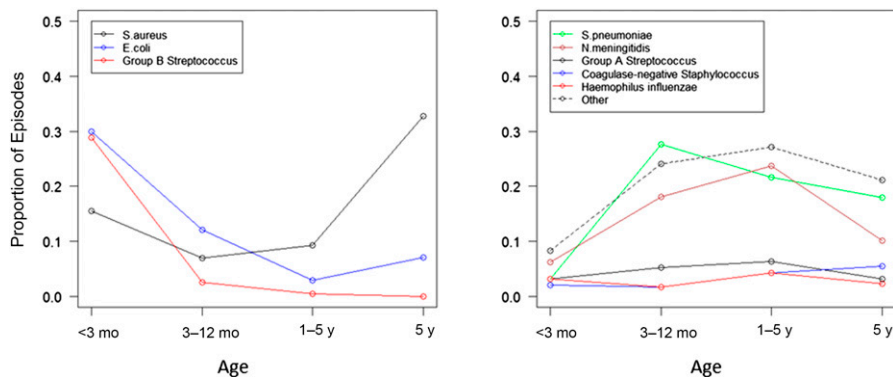 0.5
0.4
0.3
0.2
0.1
0.0
Proportion of Episodes
S.aureus
E.coli
Group B Streptococcus
<3 mo
3–12 mo
1–5 y
5 y
Age
0.5
0.4
0.3
0.2
0.1
0.0
S.pneumoniae
N.meningitidis
Group A Streptococcus
Coagulase-negative Staphylococcus
Haemophilus influenzae
Other
<3 mo
3–12 mo
1–5 y
5 y
Age